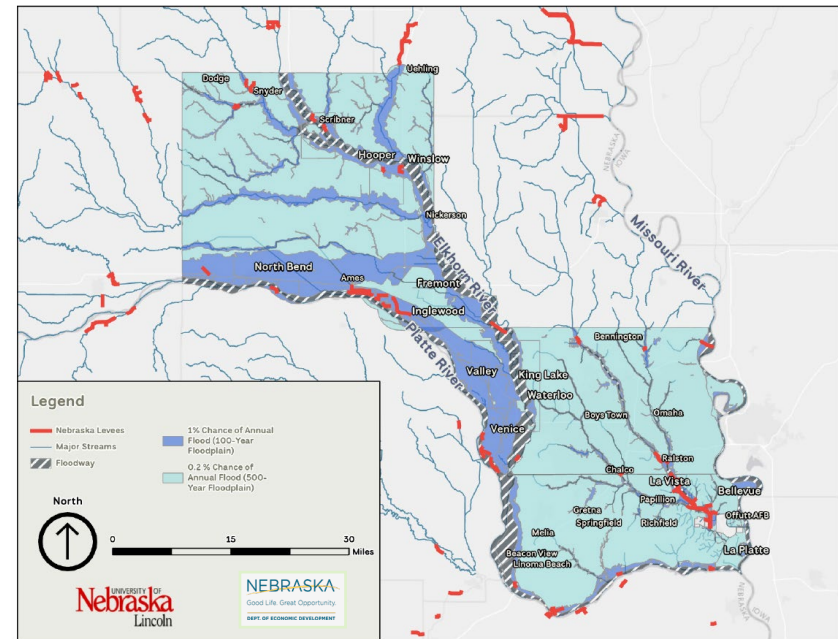 Dodge
Snyder
Uehling
Scribner
Hooper
Winslow
Nickerson
NEBRASKA
IOWA
Missouri River
Elkhorn River
North Bend
Ames
Fremont
Inglewood
Platte River
Bennington
Valley
King Lake
Waterloo
Boys Town
Omaha
Venice
Ralston
Chalco
La Vista
Papillion
Bellevue
Gretna
Springfield
Richfield
Offutt AFB
Melia
La Platte
Beacon View
Linoma Beach
NEBRASKA
IOWA
Legend
Nebraska Levees
Major Streams
Floodway
1% Chance of Annual
Flood (100-Year
Floodplain)
0.2 % Chance of
Annual Flood (500-
Year Floodplain)
North
0
15
30
Miles
UNIVERSITY OF
Nebraska
Lincoln
NEBRASKA
Good Life. Great Opportunity.
DEPT. OF ECONOMIC DEVELOPMENT